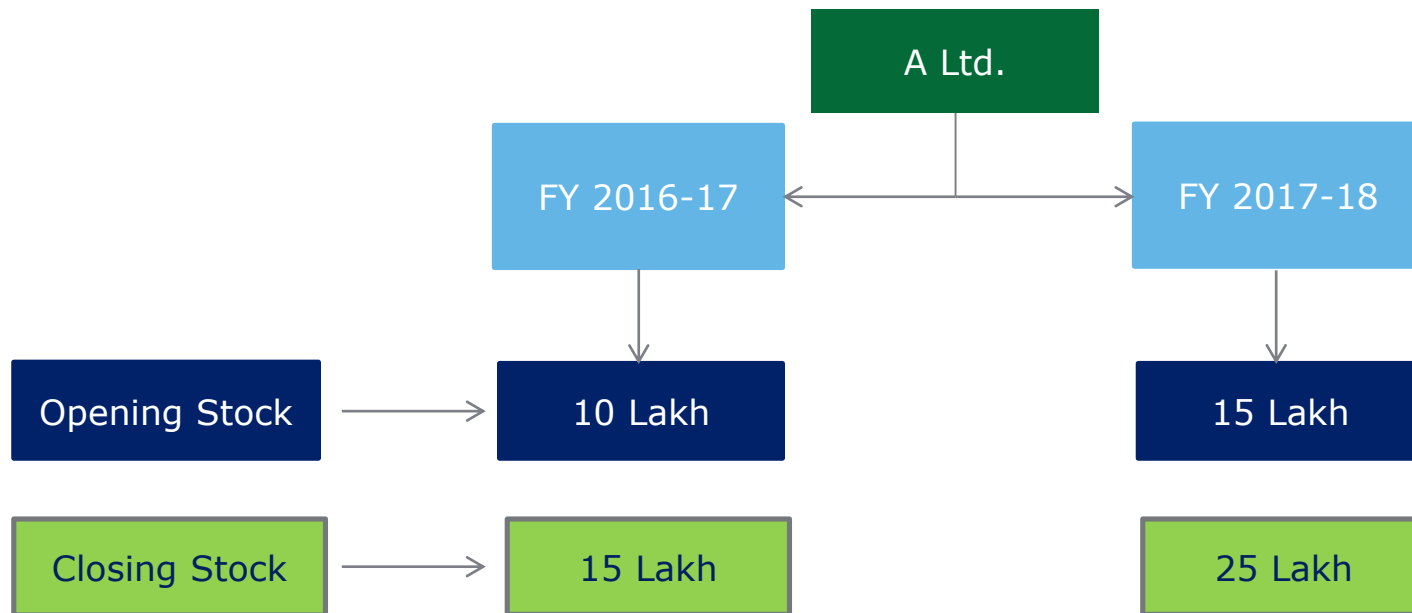 A Ltd.
FY 2016-17
FY 2017-18
Opening Stock
10 Lakh
15 Lakh
Closing Stock
15 Lakh
25 Lakh